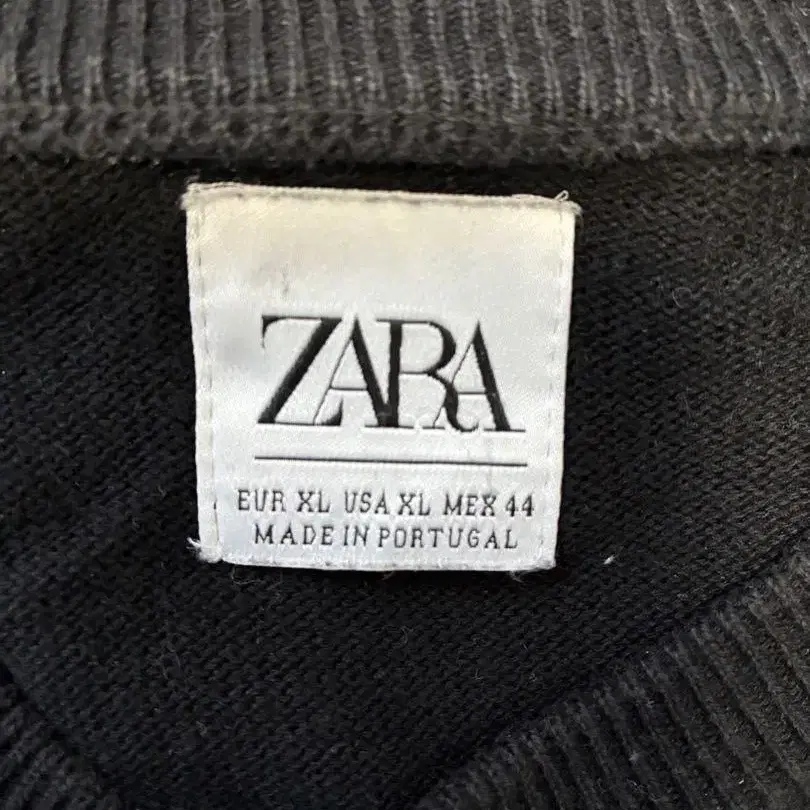 ZARA
EUR XL USA XL MEX 44
MADE IN PORTUGAL